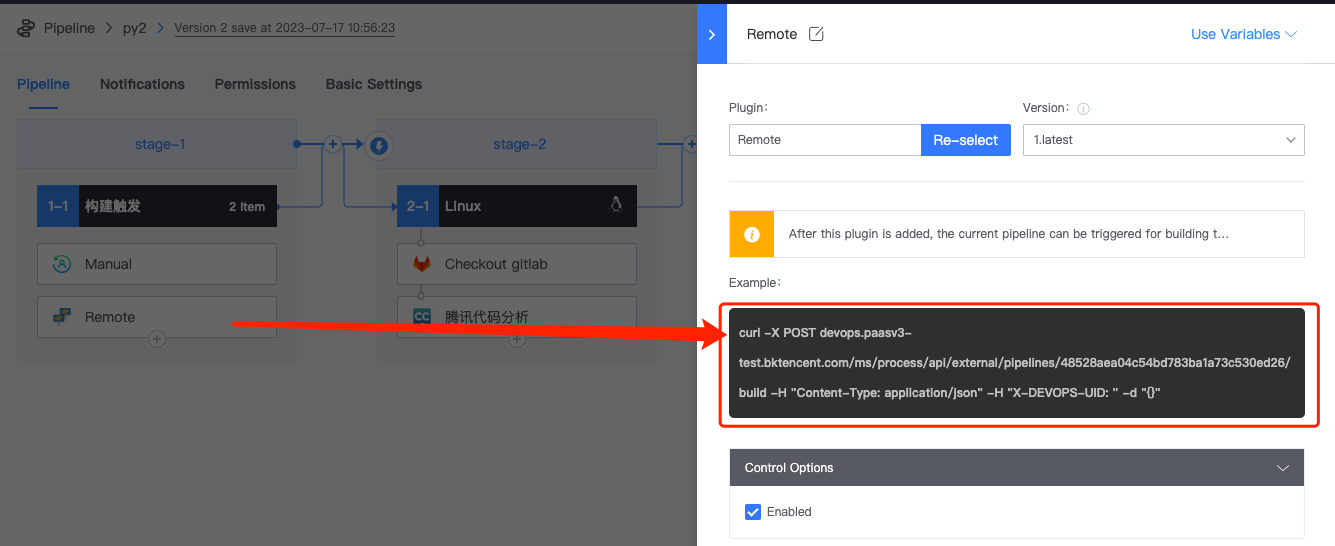 Pipeline > py2 > Version 2 save at 2023-07-17 10:56:23
Pipeline Notifications Permissions Basic Settings
stage-1
stage-2
1-1 构建触发 2 Item
Manual
Remote
2-1 Linux
Checkout gitlab
腾讯代码分析
Remote
Use Variables
Plugin:
Version:
Remote
Re-select
1.latest
After this plugin is added, the current pipeline can be triggered for building t...
Example:
curl -X POST devops.paasv3-
test.bktencent.com/ms/process/api/external/pipelines/48528aea04c54bd783ba1a73c530ed26/
build -H "Content-Type: application/json" -H "X-DEVOPS-UID: " -d "{}"
Control Options
Enabled